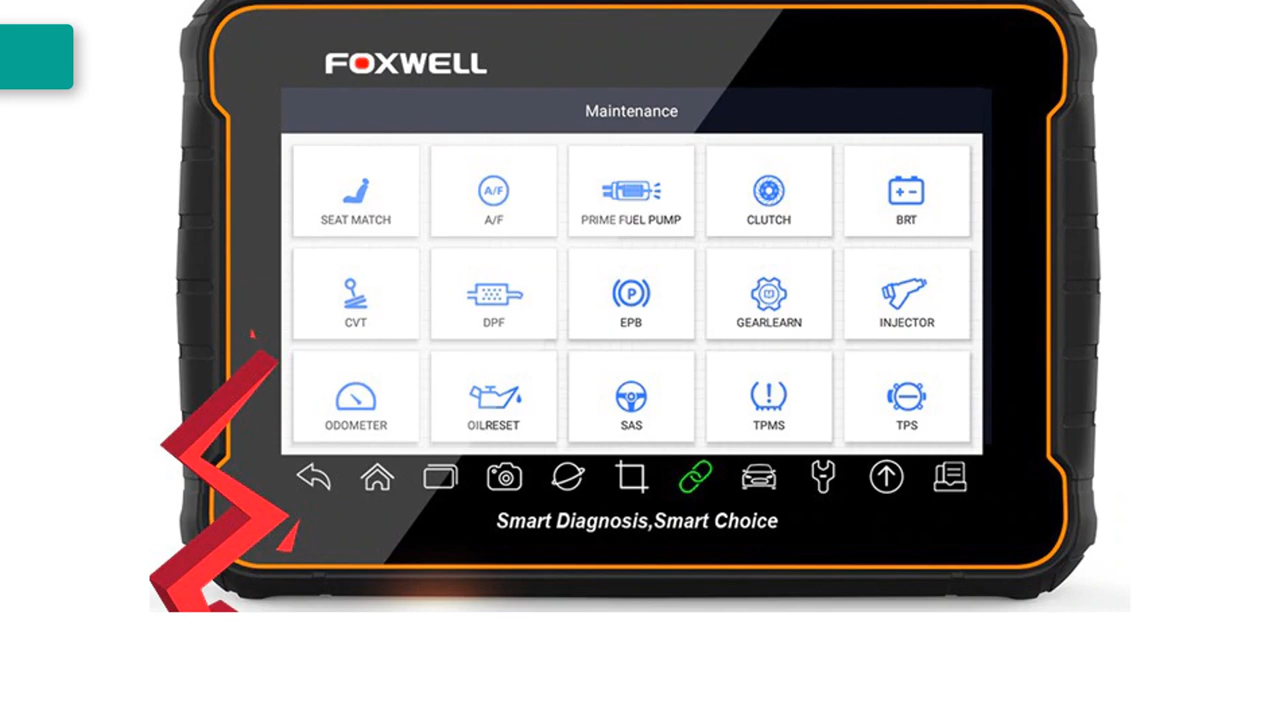 FOXWELL
Maintenance
SEAT MATCH
A/F
A/F
PRIME FUEL PUMP
CLUTCH
BRT
CVT
DPF
P
EPB
GEARLEARN
INJECTOR
ODOMETER
OILRESET
SAS
!
TPMS
TPS
Smart Diagnosis,Smart Choice